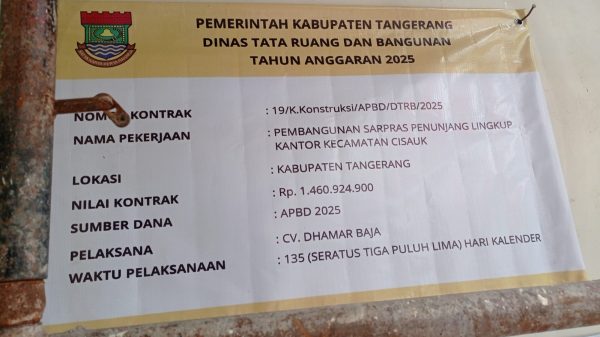 PEMERINTAH KABUPATEN TANGERANG
DINAS TATA RUANG DAN BANGUNAN
TAHUN ANGGARAN 2025
KONTRAK : 19/K.Konstruksi/APBD/DTRB/2025
NAMA PEKERJAAN : PEMBANGUNAN SARPRAS PENUNJANG LINGKUP
KANTOR KECAMATAN CISAUK
LOKASI : KABUPATEN TANGERANG
NILAI KONTRAK : Rp. 1.460.924.900
SUMBER DANA : APBD 2025
PELAKSANA : CV. DHAMAR BAJA
WAKTU PELAKSANAAN : 135 (SERATUS TIGA PULUH LIMA) HARI KALENDER